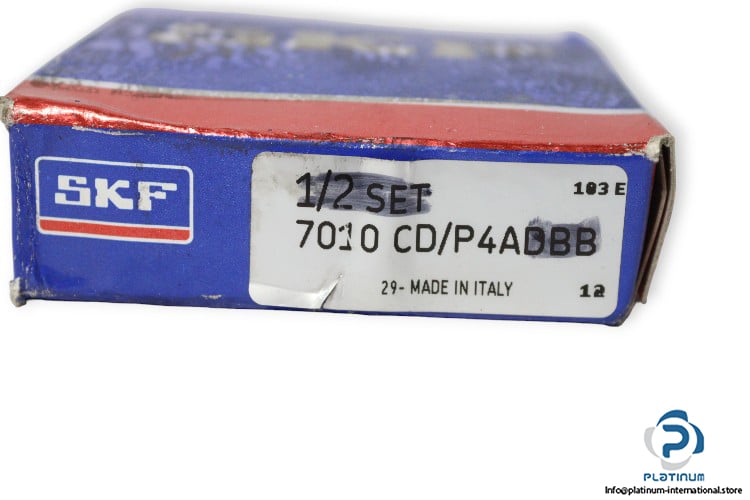 SKF
1/2 SET
103 E
7010 CD/P4ADBB
29- MADE IN ITALY
12
PLATINUM
Info@platinum-international.store